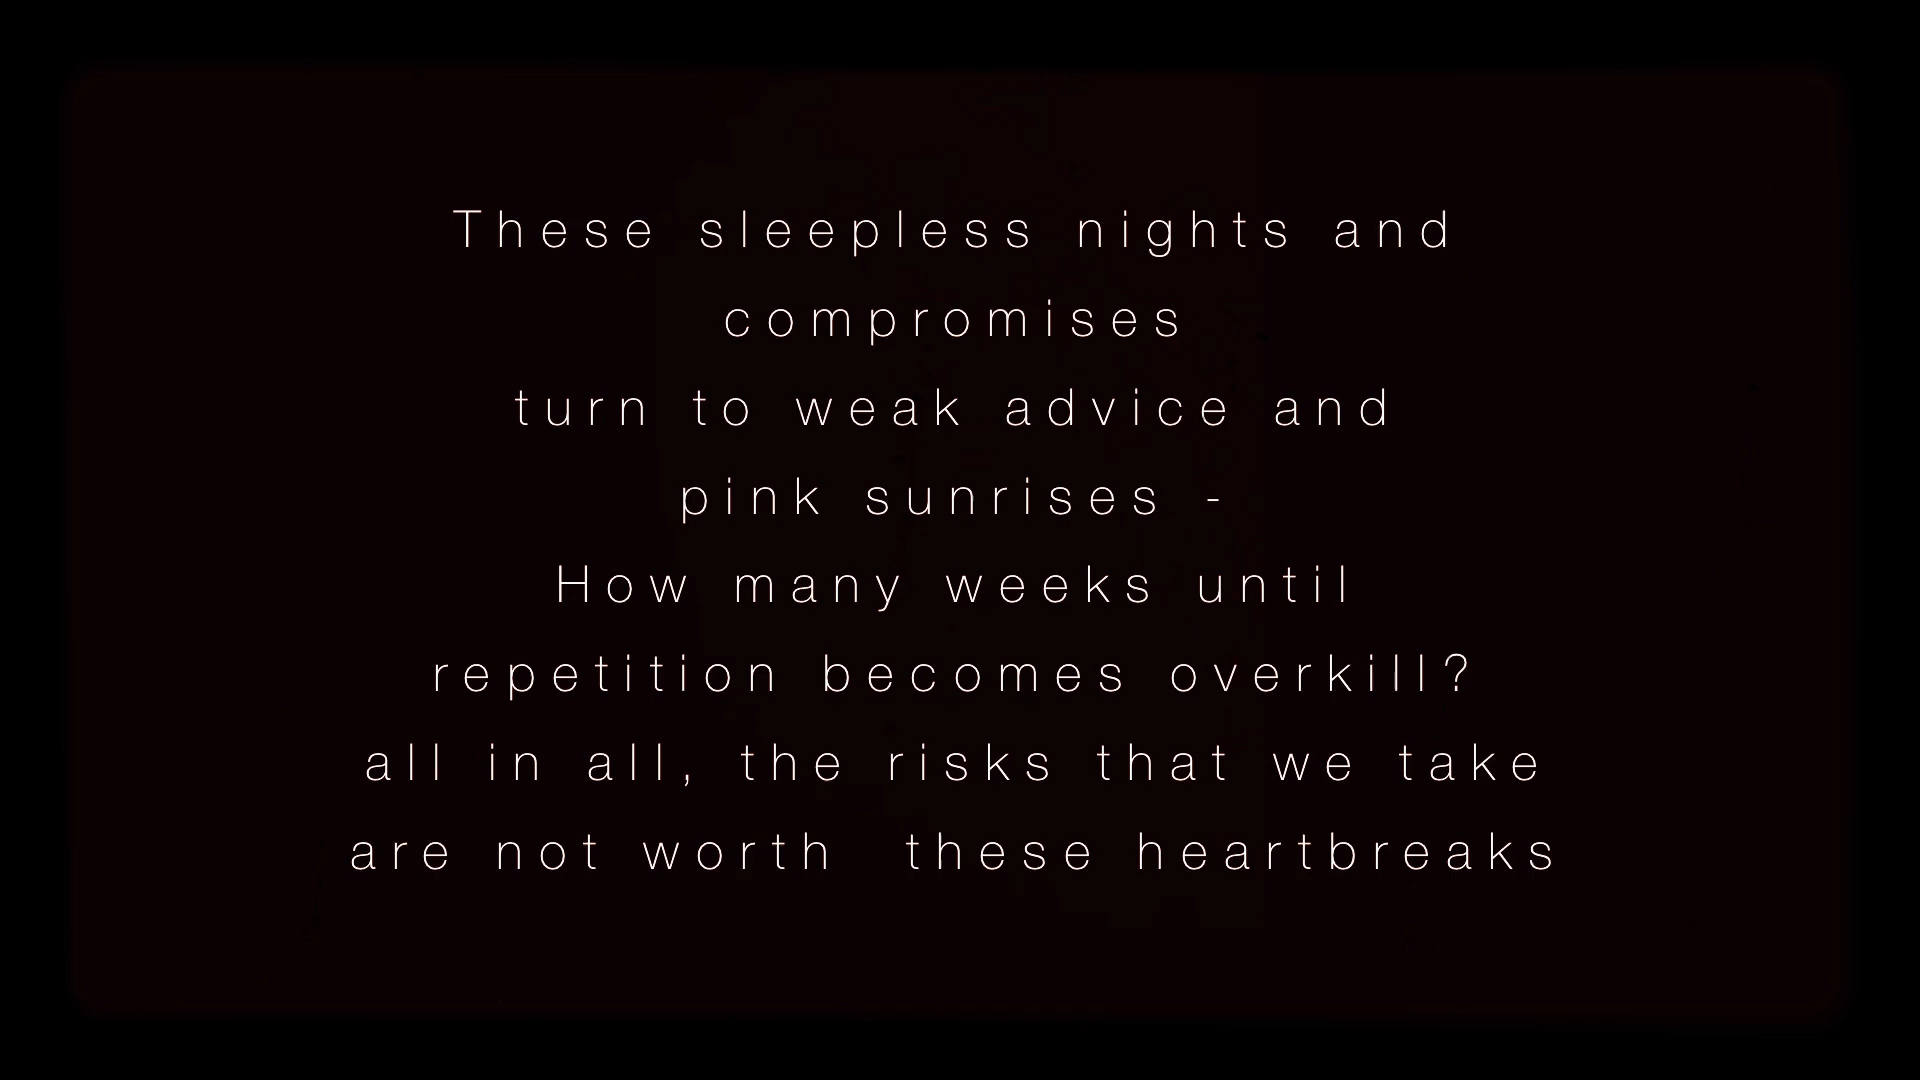 These sleepless nights and
compromises
turn to weak advice and
pink sunrises -
How many weeks until
repetition becomes overkill?
all in all, the risks that we take
are not worth  these heartbreaks